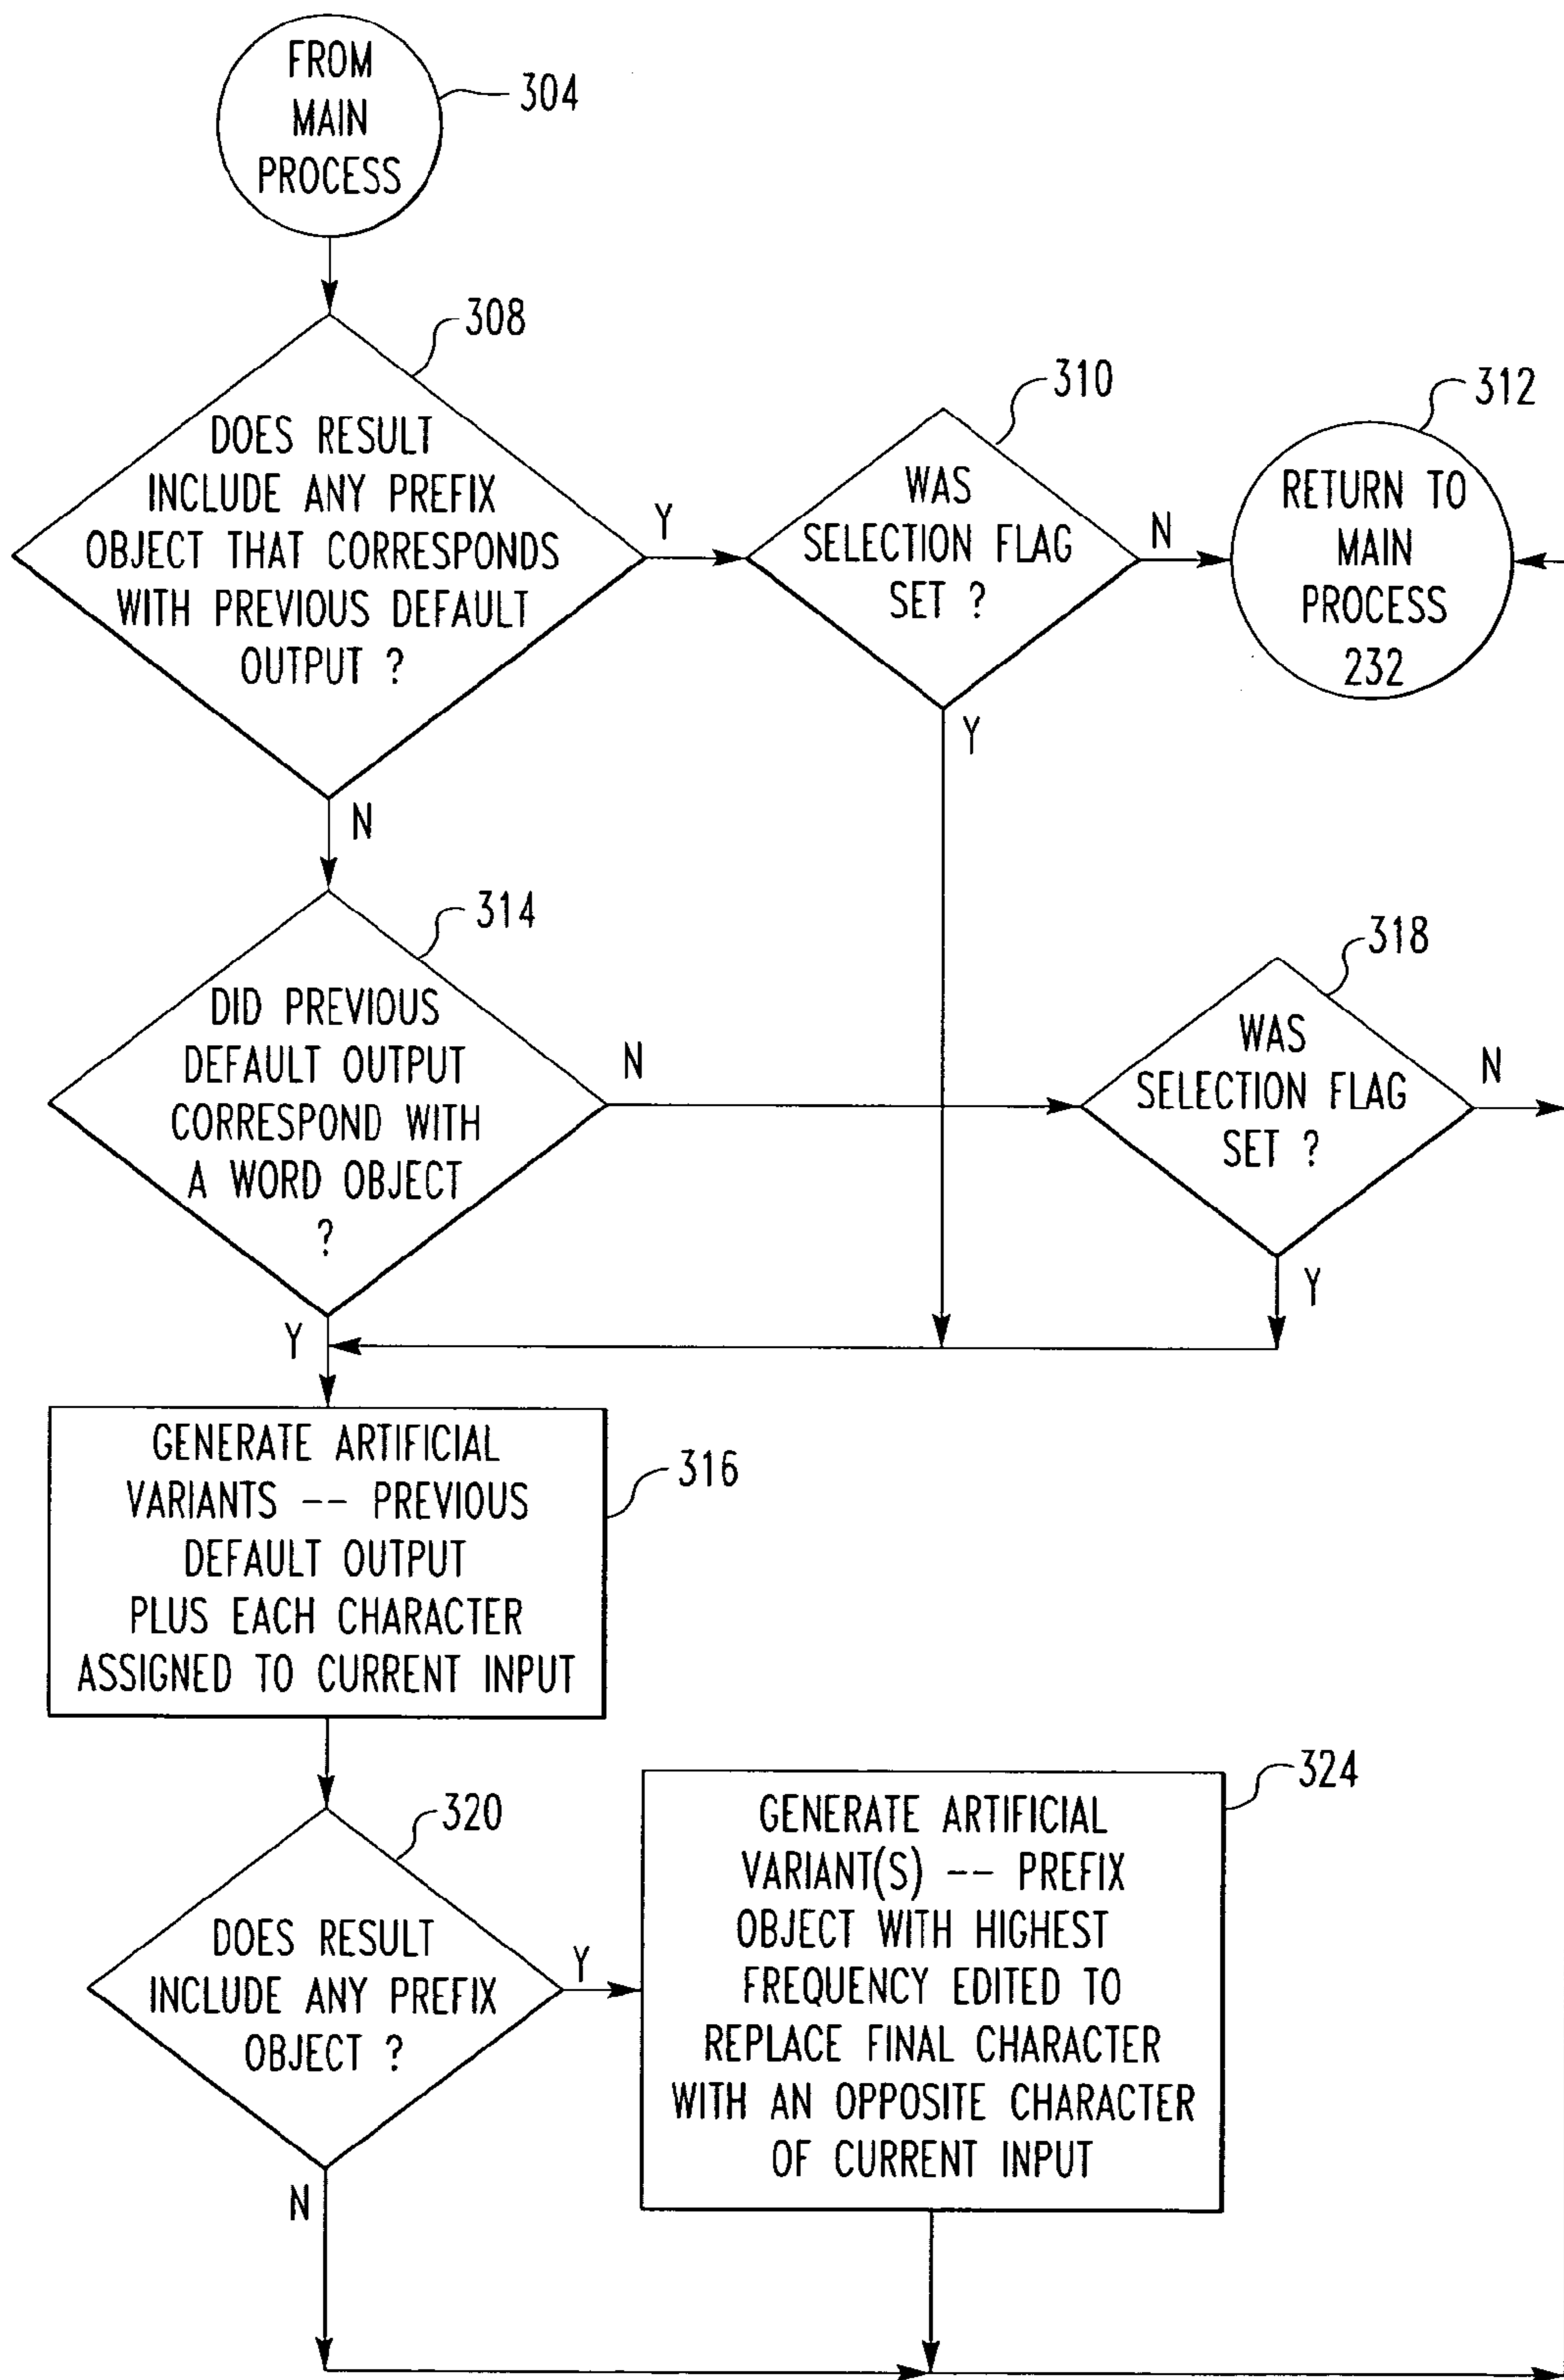 FROM
MAIN
PROCESS
304
308
DOES RESULT
INCLUDE ANY PREFIX
OBJECT THAT CORRESPONDS
WITH PREVIOUS DEFAULT
OUTPUT ?
Y
N
310
WAS
SELECTION FLAG
SET ?
N
Y
312
RETURN TO
MAIN
PROCESS
232
314
DID PREVIOUS
DEFAULT OUTPUT
CORRESPOND WITH
A WORD OBJECT
?
N
Y
318
WAS
SELECTION FLAG
SET ?
N
Y
316
GENERATE ARTIFICIAL
VARIANTS -- PREVIOUS
DEFAULT OUTPUT
PLUS EACH CHARACTER
ASSIGNED TO CURRENT INPUT
320
DOES RESULT
INCLUDE ANY PREFIX
OBJECT ?
Y
N
324
GENERATE ARTIFICIAL
VARIANT(S) -- PREFIX
OBJECT WITH HIGHEST
FREQUENCY EDITED TO
REPLACE FINAL CHARACTER
WITH AN OPPOSITE CHARACTER
OF CURRENT INPUT